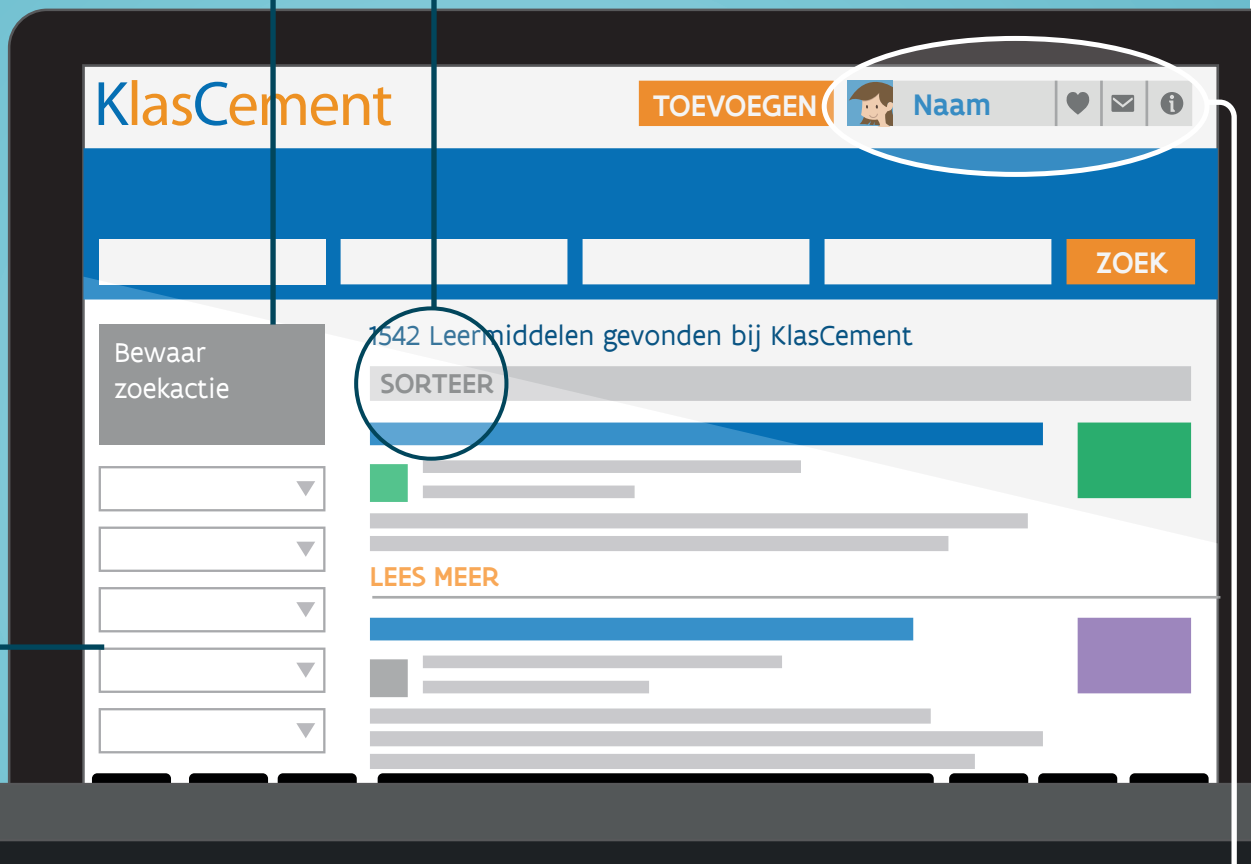 KlasCement
TOEVOEGEN
Naam
ZOEK
Bewaar
zoekactie
1542 Leermiddelen gevonden bij KlasCement
SORTEER
LEES MEER